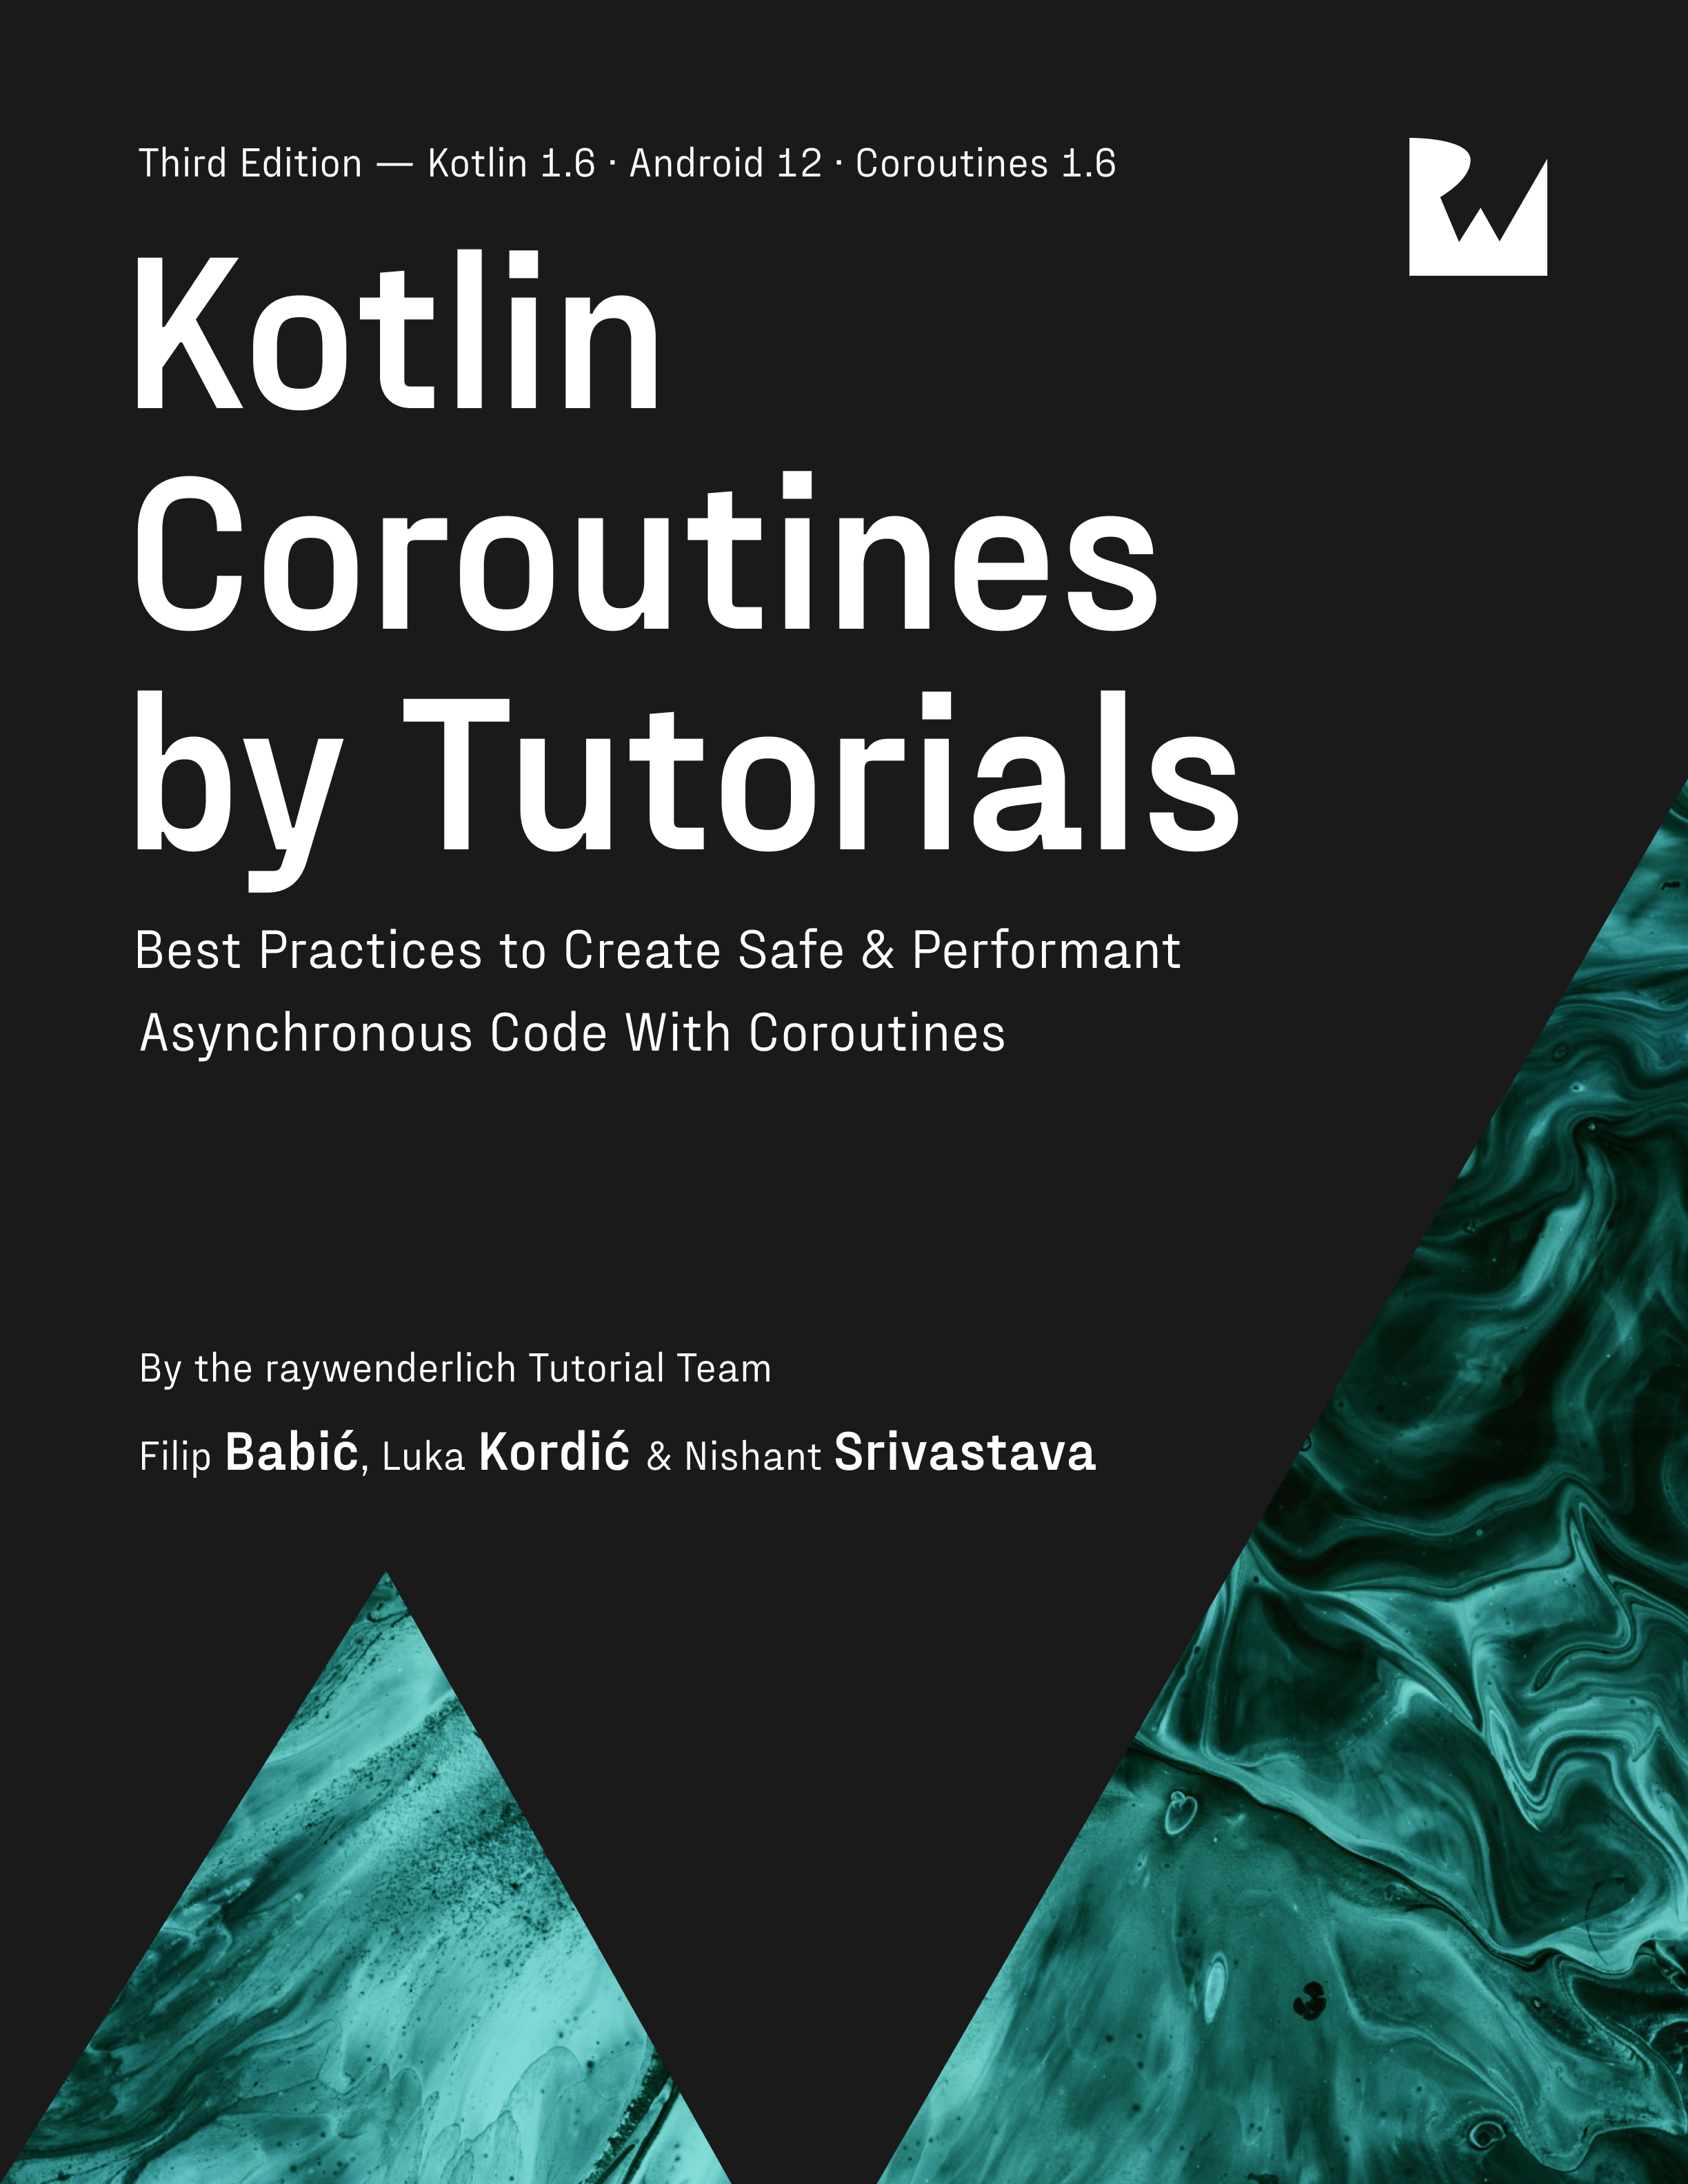 Third Edition — Kotlin 1.6 · Android 12 · Coroutines 1.6
RW
Kotlin
Coroutines
by Tutorials
Best Practices to Create Safe & Performant
Asynchronous Code With Coroutines
By the raywenderlich Tutorial Team
Filip Babić, Luka Kordić & Nishant Srivastava